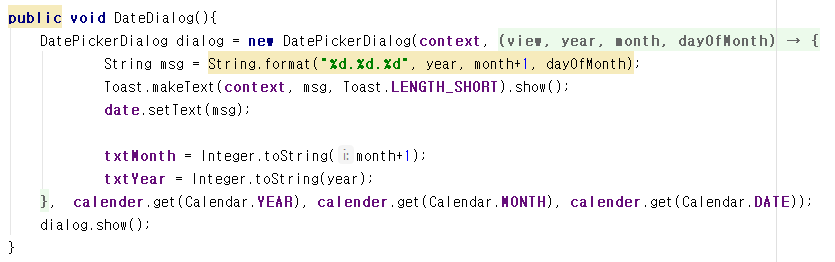 public void DateDialog(){
DatePickerDialog dialog = new DatePickerDialog(context, (view, year, month, dayOfMonth) → {
String msg = String.format("%d.%d.%d", year, month+1, dayOfMonth);
Toast.makeText(context, msg, Toast.LENGTH_SHORT).show();
date.setText(msg);
txtMonth = Integer.toString( i: month+1);
txtYear = Integer.toString(year);
}, calender.get(Calendar.YEAR), calender.get(Calendar.MONTH), calender.get(Calendar.DATE));
dialog.show();
}